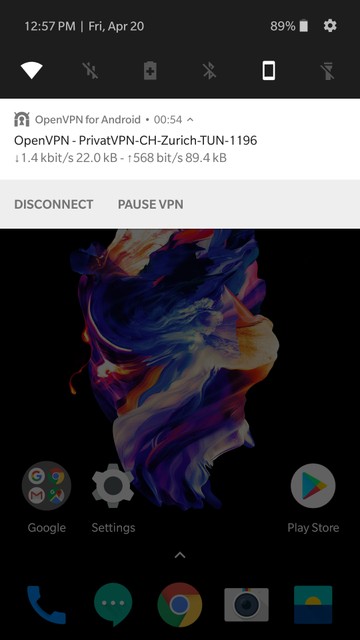 12:57 PM | Fri, Apr 20 89%
OpenVPN for Android • 00:54
OpenVPN - PrivatVPN-CH-Zurich-TUN-1196
↓1.4 kbit/s 22.0 kB - ↑568 bit/s 89.4 kB
DISCONNECT PAUSE VPN
Google Settings Play Store